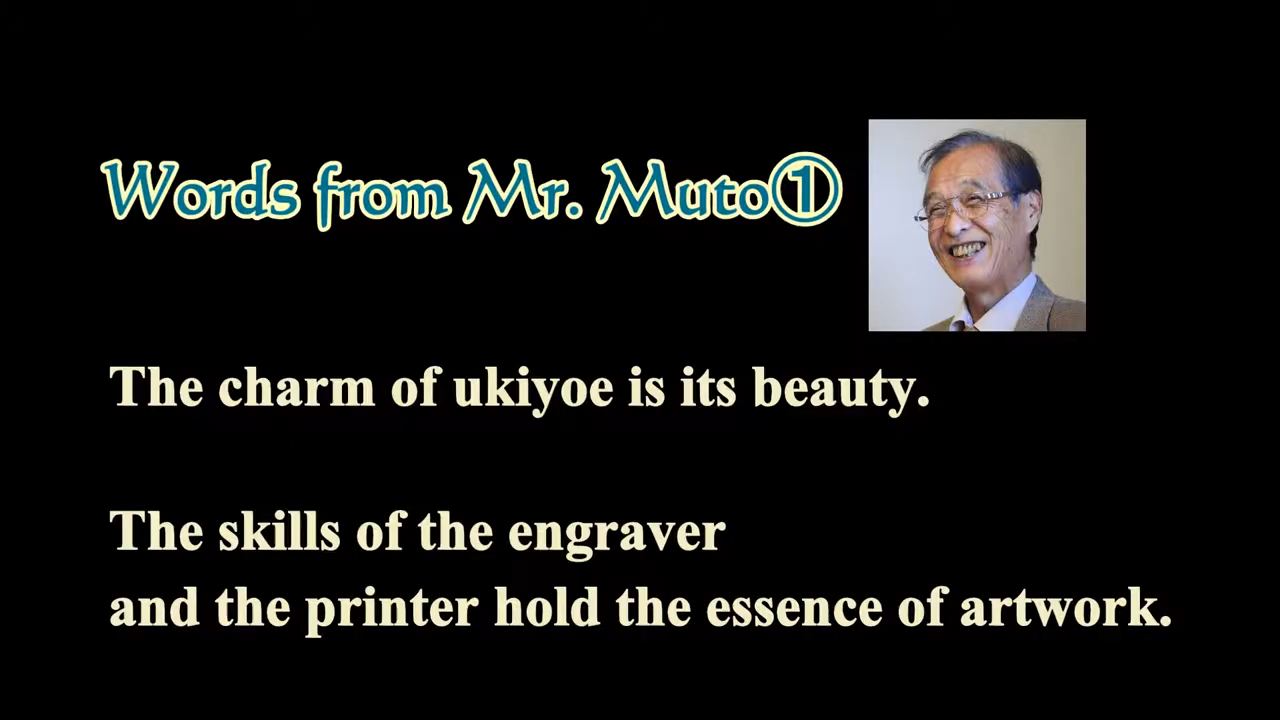 Words from Mr. Muto①
The charm of ukiyoe is its beauty.
The skills of the engraver
and the printer hold the essence of artwork.